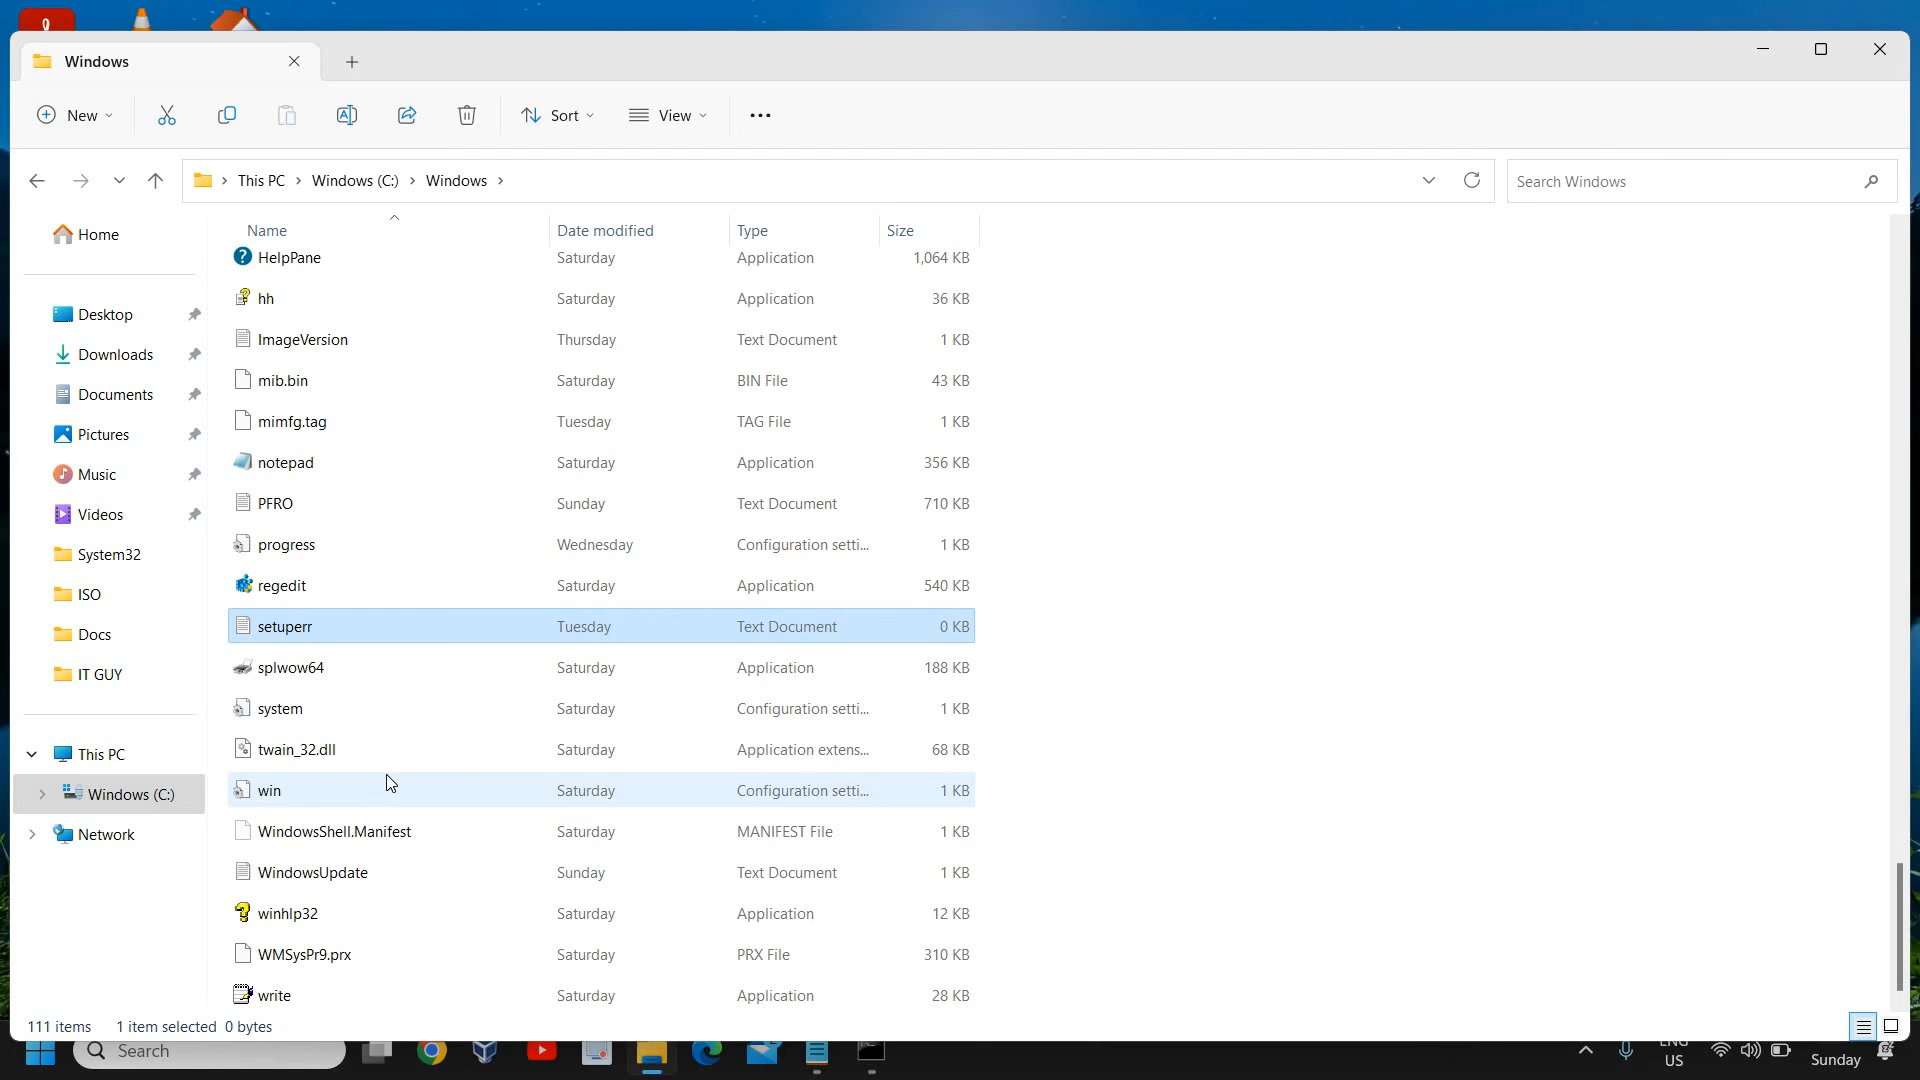 Windows
New
Sort
View
This PC
Windows (C:)
Windows
Search Windows
Name Date modified Type Size
Home
Desktop
Downloads
Documents
Pictures
Music
Videos
System32
ISO
Docs
IT GUY
This PC
Windows (C:)
Network
HelpPane Saturday Application 1,064 KB
hh Saturday Application 36 KB
ImageVersion Thursday Text Document 1 KB
mib.bin Saturday BIN File 43 KB
mimfg.tag Tuesday TAG File 1 KB
notepad Saturday Application 356 KB
PFRO Sunday Text Document 710 KB
progress Wednesday Configuration setti... 1 KB
regedit Saturday Application 540 KB
setuperr Tuesday Text Document 0 KB
splwow64 Saturday Application 188 KB
system Saturday Configuration setti... 1 KB
twain_32.dll Saturday Application extens... 68 KB
win Saturday Configuration setti... 1 KB
WindowsShell.Manifest Saturday MANIFEST File 1 KB
WindowsUpdate Sunday Text Document 1 KB
winhlp32 Saturday Application 12 KB
WMSysPr9.prx Saturday PRX File 310 KB
write Saturday Application 28 KB
111 items 1 item selected 0 bytes
Search
ENG
US
Sunday